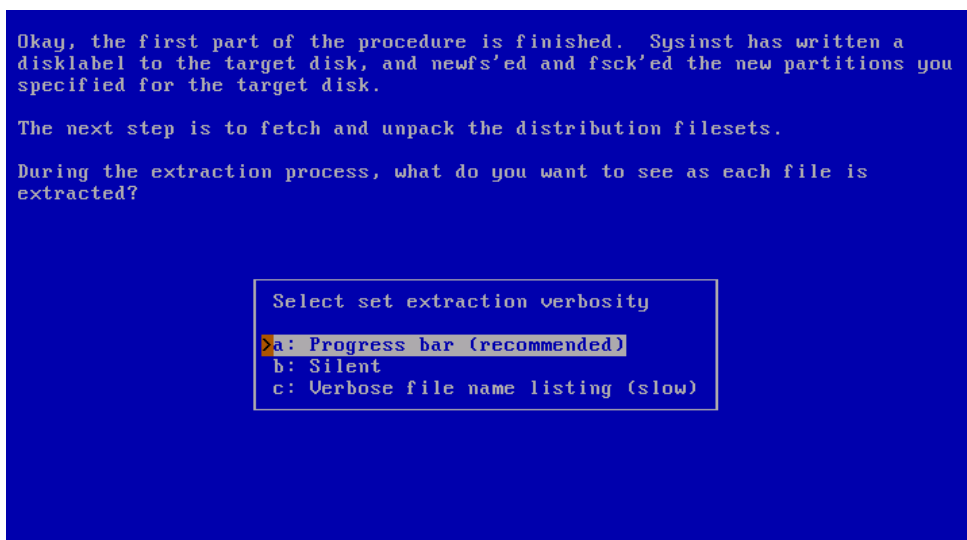 Okay, the first part of the procedure is finished.  Sysinst has written a
disklabel to the target disk, and newfs'ed and fsck'ed the new partitions you
specified for the target disk.
The next step is to fetch and unpack the distribution filesets.
During the extraction process, what do you want to see as each file is
extracted?
Select set extraction verbosity
>a: Progress bar (recommended)
b: Silent
c: Verbose file name listing (slow)